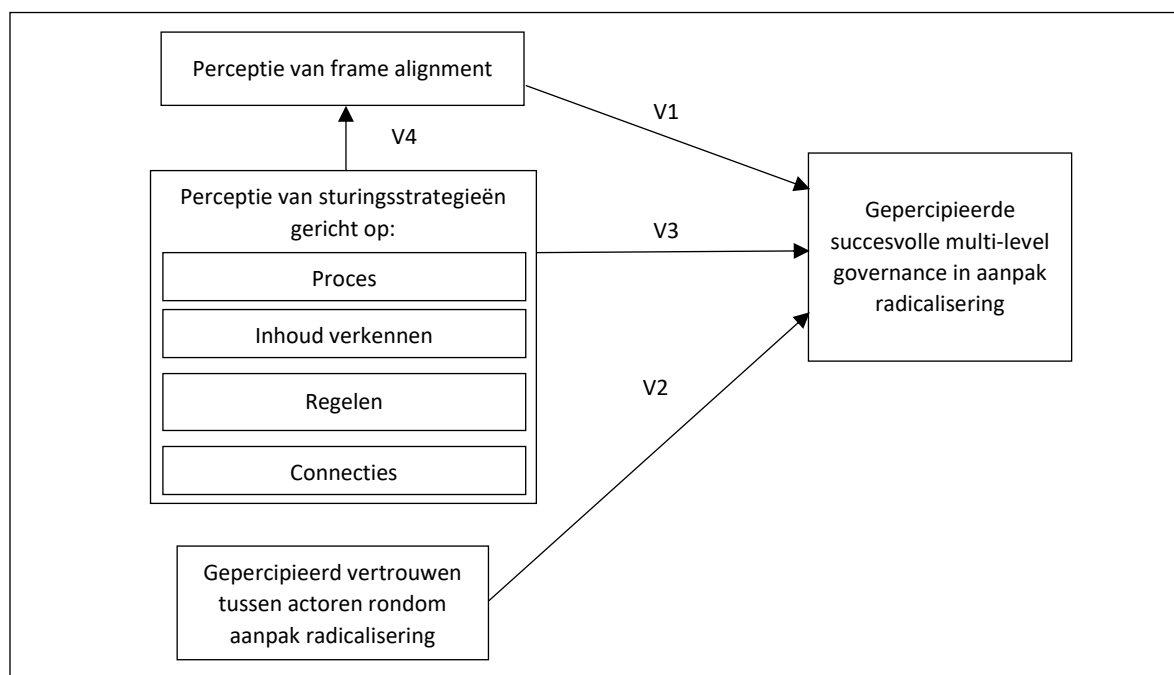 Perceptie van frame alignment
V1
V4
Perceptie van sturingsstrategieën
gericht op:
Proces
Inhoud verkennen
Regelen
Connecties
V3
Gepercipieerde
succesvolle multi-level
governance in aanpak
radicalisering
V2
Gepercipieerd vertrouwen
tussen actoren rondom
aanpak radicalisering